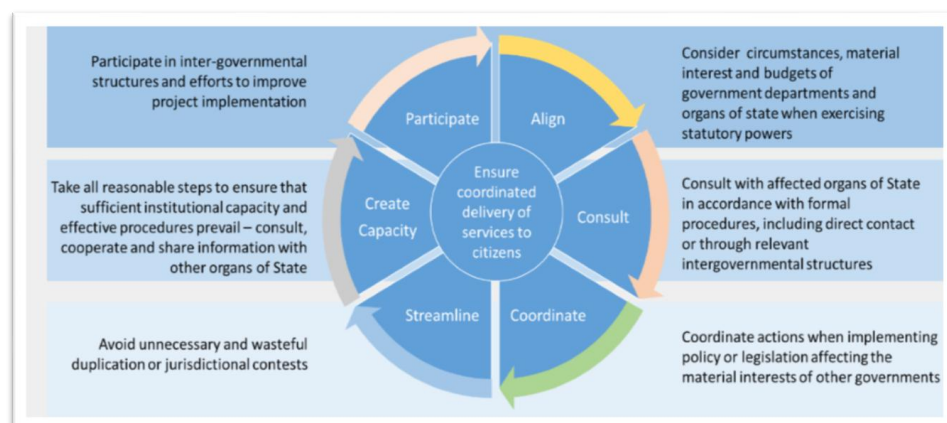 Participate in inter-governmental
structures and efforts to improve
project implementation
Participate
Align
Consider circumstances, material
interest and budgets of
government departments and
organs of state when exercising
statutory powers
Take all reasonable steps to ensure that
sufficient institutional capacity and
effective procedures prevail – consult,
cooperate and share information with
other organs of State
Create
Capacity
Ensure
coordinated
delivery of
services to
citizens
Consult
Consult with affected organs of State
in accordance with formal
procedures, including direct contact
or through relevant
intergovernmental structures
Avoid unnecessary and wasteful
duplication or jurisdictional contests
Streamline
Coordinate
Coordinate actions when implementing
policy or legislation affecting the
material interests of other governments